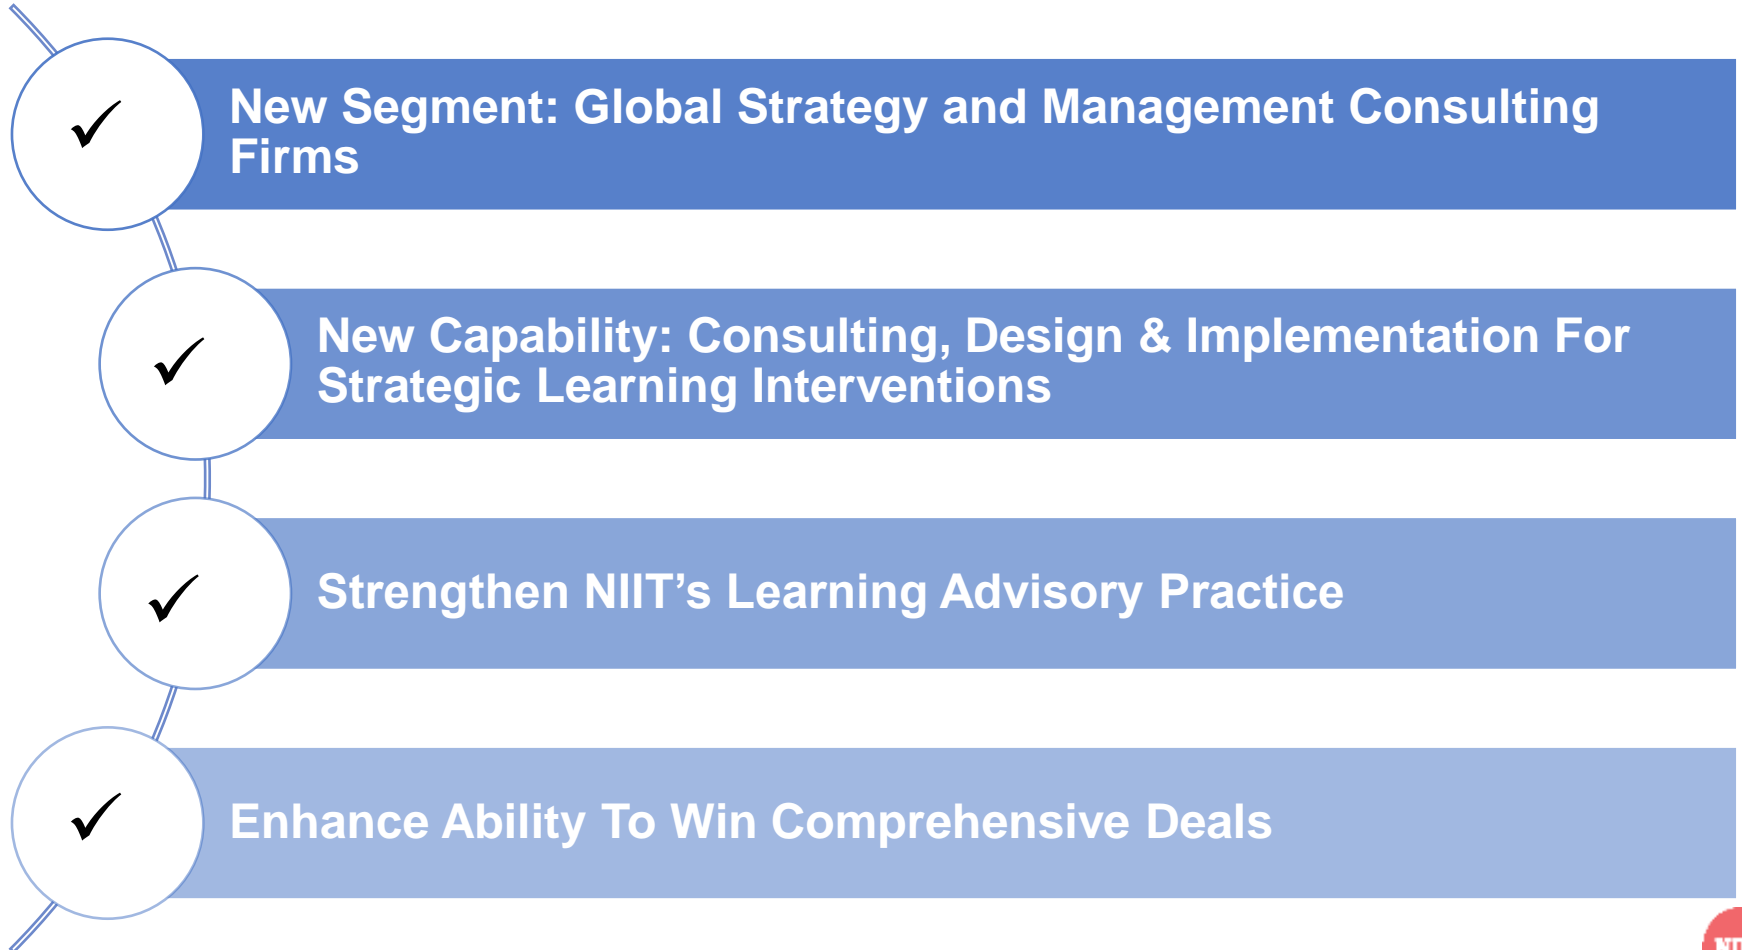 New Segment: Global Strategy and Management Consulting
Firms
New Capability: Consulting, Design & Implementation For
Strategic Learning Interventions
Strengthen NIIT’s Learning Advisory Practice
Enhance Ability To Win Comprehensive Deals